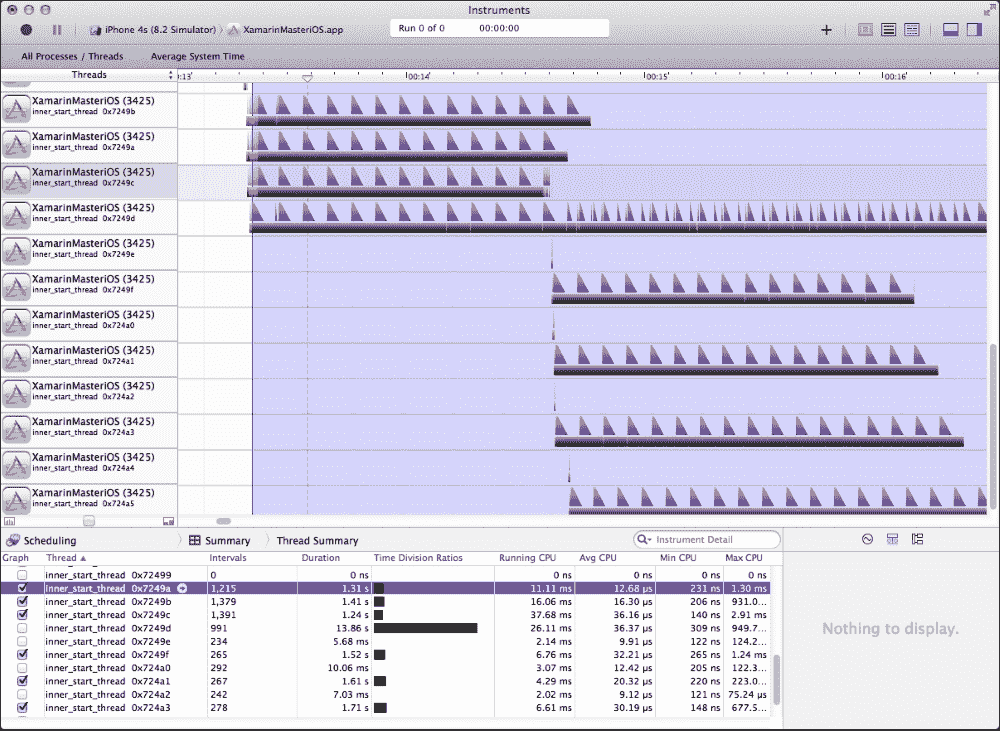 Instruments
iPhone 4s (8.2 Simulator) XamarinMasteriOS.app Run 0 of 0 00:00:00
All Processes / Threads Average System Time
Threads :13' 00:14' 00:15' 00:16'
XamarinMasteriOS (3425)
inner_start_thread 0x7249b
XamarinMasteriOS (3425)
inner_start_thread 0x7249a
XamarinMasteriOS (3425)
inner_start_thread 0x7249c
XamarinMasteriOS (3425)
inner_start_thread 0x7249d
XamarinMasteriOS (3425)
inner_start_thread 0x7249e
XamarinMasteriOS (3425)
inner_start_thread 0x7249f
XamarinMasteriOS (3425)
inner_start_thread 0x724a0
XamarinMasteriOS (3425)
inner_start_thread 0x724a1
XamarinMasteriOS (3425)
inner_start_thread 0x724a2
XamarinMasteriOS (3425)
inner_start_thread 0x724a3
XamarinMasteriOS (3425)
inner_start_thread 0x724a4
XamarinMasteriOS (3425)
inner_start_thread 0x724a5
Scheduling Summary Thread Summary Instrument Detail
Graph Thread Intervals Duration Time Division Ratios Running CPU Avg CPU Min CPU Max CPU
inner_start_thread 0x72499 0 0 ns 0 ns 0 ns 0 ns 0 ns
inner_start_thread 0x7249a 1,215 1.31 s 11.11 ms 12.68 µs 231 ns 1.30 ms
inner_start_thread 0x7249b 1,379 1.41 s 16.06 ms 16.30 µs 206 ns 931.0...
inner_start_thread 0x7249c 1,391 1.24 s 37.68 ms 36.16 µs 140 ns 2.91 ms
inner_start_thread 0x7249d 991 13.86 s 26.11 ms 36.37 µs 309 ns 949.7...
inner_start_thread 0x7249e 234 5.68 ms 2.14 ms 9.91 µs 122 ns 124.2...
inner_start_thread 0x7249f 265 1.52 s 6.76 ms 32.21 µs 265 ns 1.24 ms
inner_start_thread 0x724a0 292 10.06 ms 3.07 ms 12.42 µs 205 ns 122.3...
inner_start_thread 0x724a1 267 1.61 s 4.29 ms 20.32 µs 220 ns 223.0...
inner_start_thread 0x724a2 242 7.03 ms 2.02 ms 9.12 µs 121 ns 75.24 µs
inner_start_thread 0x724a3 278 1.71 s 6.61 ms 30.19 µs 148 ns 677.5...
Nothing to display.